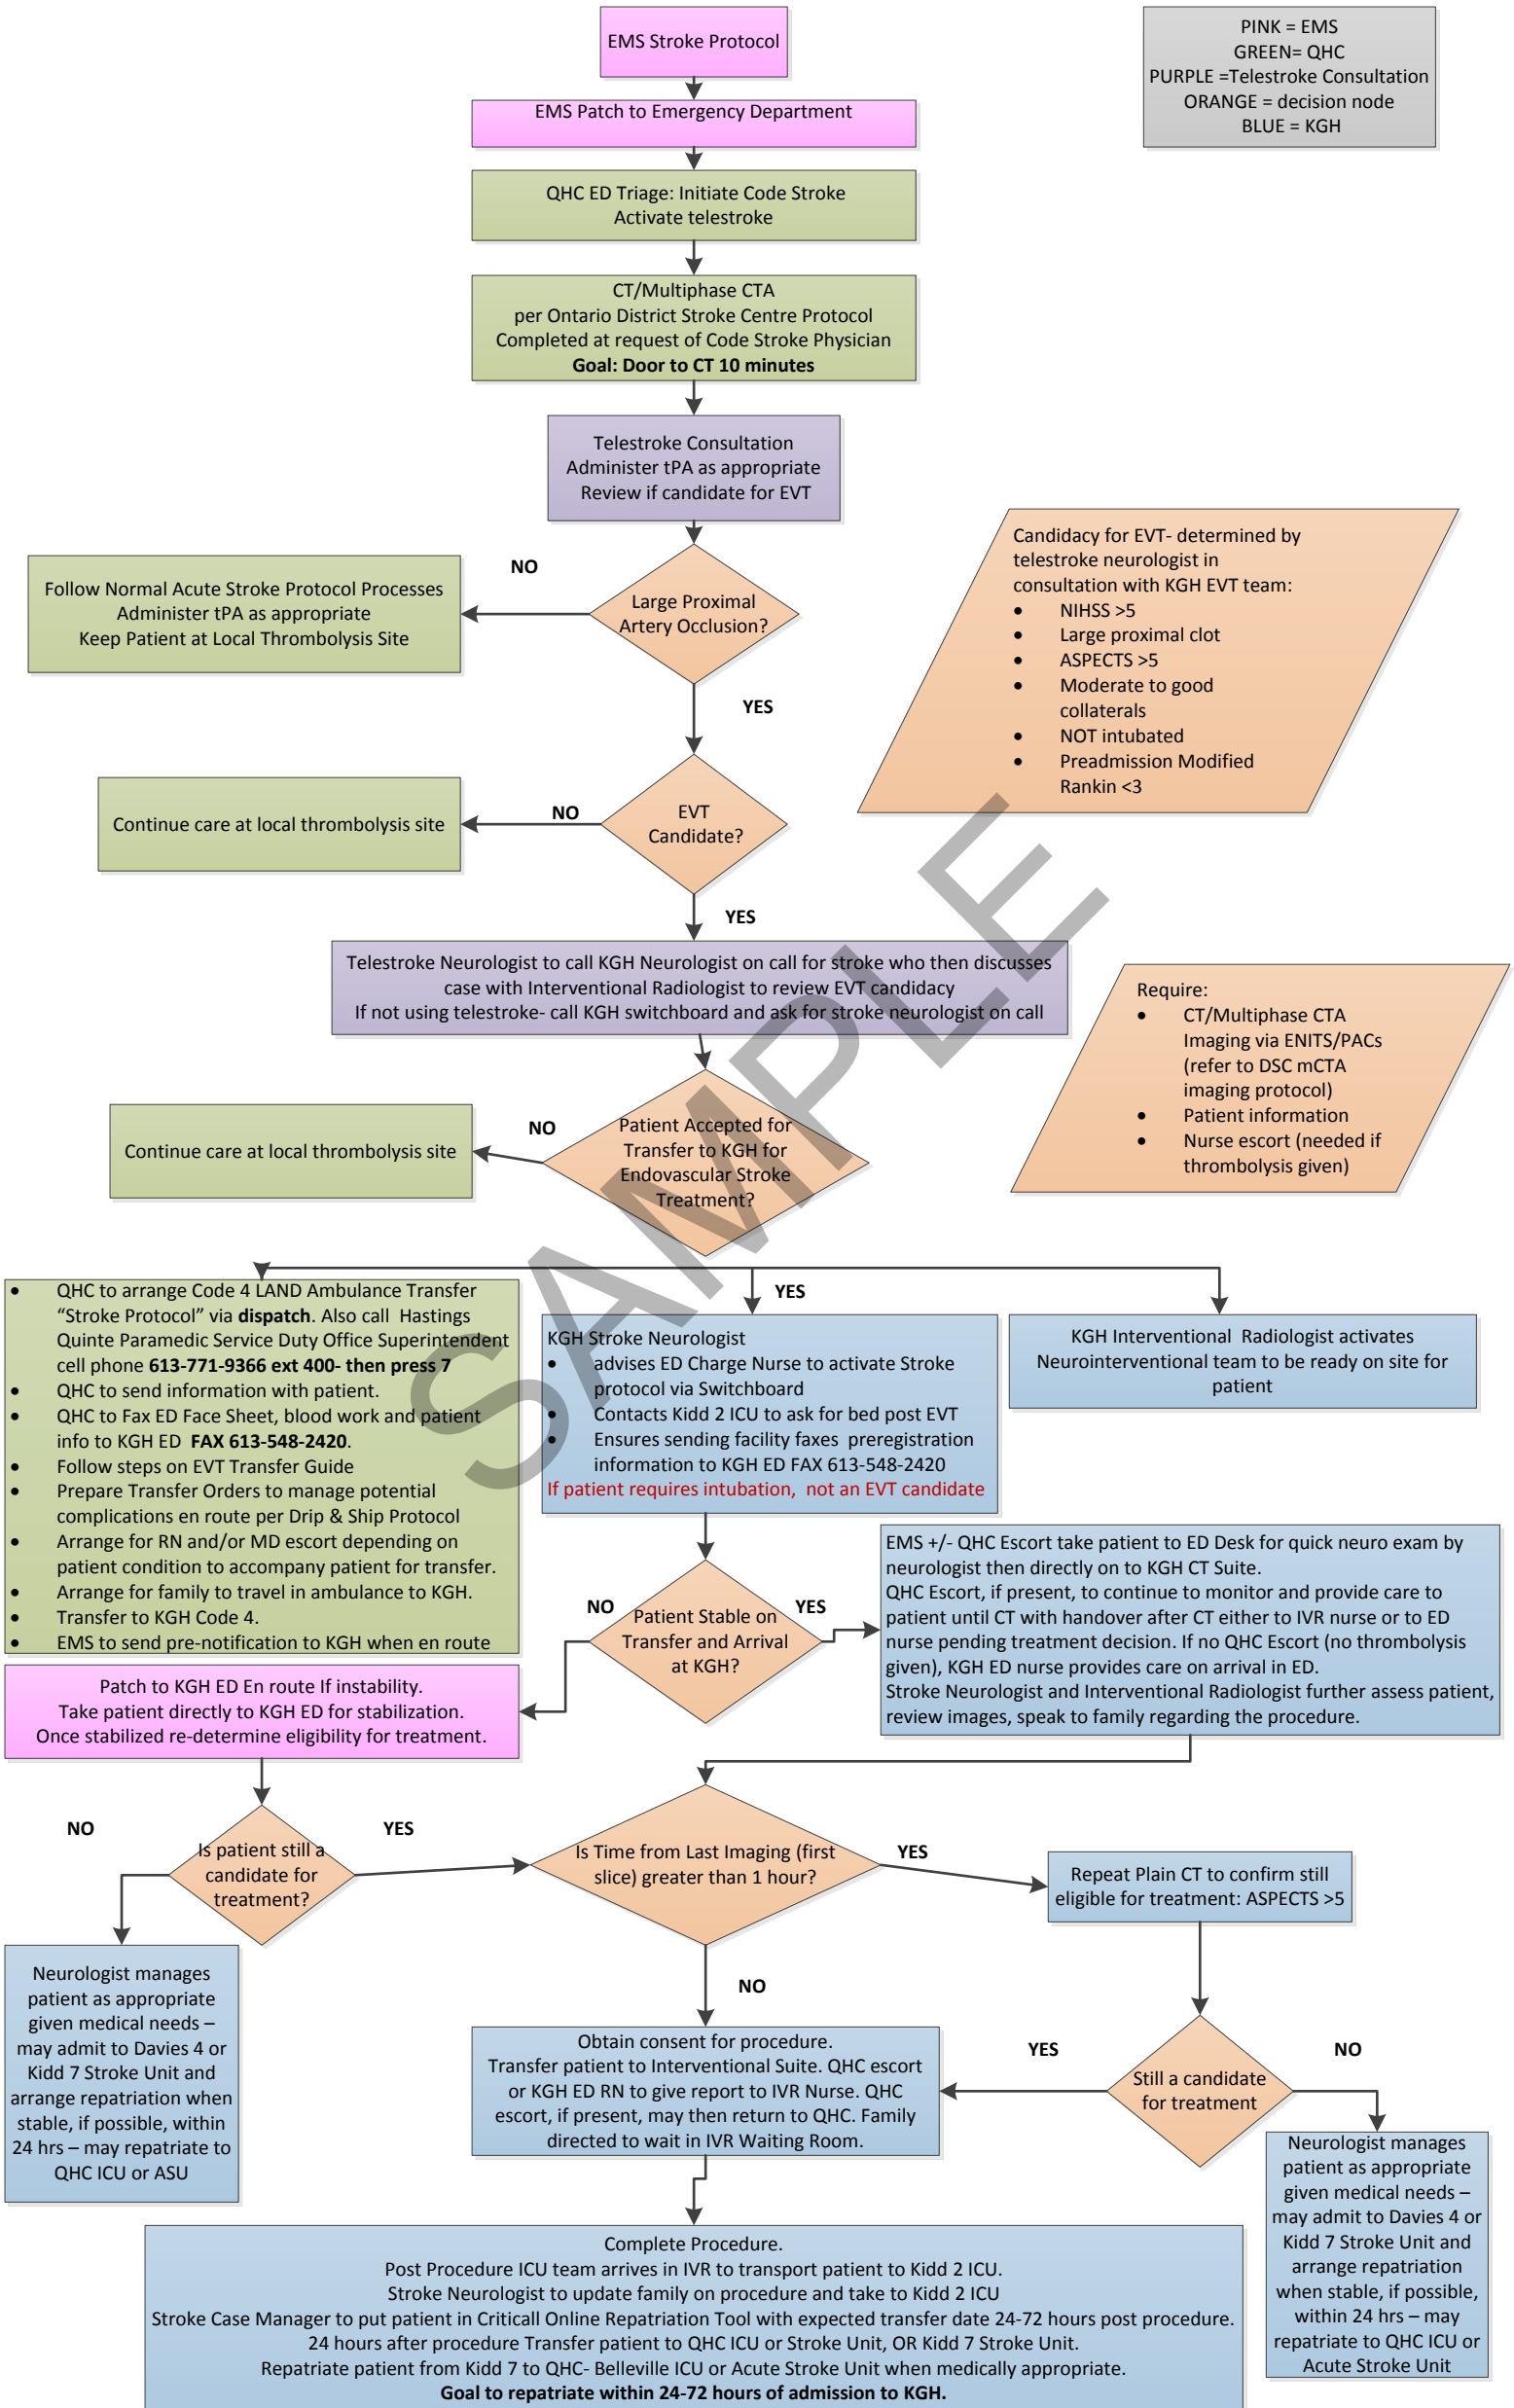 EMS Stroke Protocol
PINK = EMS
GREEN= QHC
PURPLE =Telestroke Consultation
ORANGE = decision node
BLUE = KGH
EMS Patch to Emergency Department
QHC ED Triage: Initiate Code Stroke
Activate telestroke
CT/Multiphase CTA
per Ontario District Stroke Centre Protocol
Completed at request of Code Stroke Physician
Goal: Door to CT 10 minutes
Telestroke Consultation
Administer tPA as appropriate
Review if candidate for EVT
Candidacy for EVT- determined by
telestroke neurologist in
consultation with KGH EVT team:
• NIHSS >5
• Large proximal clot
• ASPECTS >5
• Moderate to good
collaterals
• NOT intubated
• Preadmission Modified
Rankin <3
NO
Large Proximal
Artery Occlusion?
Follow Normal Acute Stroke Protocol Processes
Administer tPA as appropriate
Keep Patient at Local Thrombolysis Site
YES
EVT
Candidate?
NO
Continue care at local thrombolysis site
YES
Telestroke Neurologist to call KGH Neurologist on call for stroke who then discusses
case with Interventional Radiologist to review EVT candidacy
If not using telestroke- call KGH switchboard and ask for stroke neurologist on call
Require:
• CT/Multiphase CTA
Imaging via ENITS/PACs
(refer to DSC mCTA
imaging protocol)
• Patient information
• Nurse escort (needed if
thrombolysis given)
Patient Accepted for
Transfer to KGH for
Endovascular Stroke
Treatment?
NO
Continue care at local thrombolysis site
YES
• QHC to arrange Code 4 LAND Ambulance Transfer
“Stroke Protocol” via dispatch. Also call Hastings
Quinte Paramedic Service Duty Office Superintendent
cell phone 613-771-9366 ext 400- then press 7
• QHC to send information with patient.
• QHC to Fax ED Face Sheet, blood work and patient
info to KGH ED FAX 613-548-2420.
• Follow steps on EVT Transfer Guide
• Prepare Transfer Orders to manage potential
complications en route per Drip & Ship Protocol
• Arrange for RN and/or MD escort depending on
patient condition to accompany patient for transfer.
• Arrange for family to travel in ambulance to KGH.
• Transfer to KGH Code 4.
• EMS to send pre-notification to KGH when en route
KGH Stroke Neurologist
• advises ED Charge Nurse to activate Stroke
protocol via Switchboard
• Contacts Kidd 2 ICU to ask for bed post EVT
• Ensures sending facility faxes preregistration
information to KGH ED FAX 613-548-2420
If patient requires intubation, not an EVT candidate
KGH Interventional Radiologist activates
Neurointerventional team to be ready on site for
patient
Patient Stable on
Transfer and Arrival
at KGH?
NO
YES
EMS +/- QHC Escort take patient to ED Desk for quick neuro exam by
neurologist then directly on to KGH CT Suite.
QHC Escort, if present, to continue to monitor and provide care to
patient until CT with handover after CT either to IVR nurse or to ED
nurse pending treatment decision. If no QHC Escort (no thrombolysis
given), KGH ED nurse provides care on arrival in ED.
Stroke Neurologist and Interventional Radiologist further assess patient,
review images, speak to family regarding the procedure.
Patch to KGH ED En route If instability.
Take patient directly to KGH ED for stabilization.
Once stabilized re-determine eligibility for treatment.
NO
Is patient still a
candidate for
treatment?
YES
Is Time from Last Imaging (first
slice) greater than 1 hour?
YES
Repeat Plain CT to confirm still
eligible for treatment: ASPECTS >5
NO
Neurologist manages
patient as appropriate
given medical needs –
may admit to Davies 4 or
Kidd 7 Stroke Unit and
arrange repatriation when
stable, if possible, within
24 hrs – may repatriate to
QHC ICU or ASU
Obtain consent for procedure.
Transfer patient to Interventional Suite. QHC escort
or KGH ED RN to give report to IVR Nurse. QHC
escort, if present, may then return to QHC. Family
directed to wait in IVR Waiting Room.
YES
Still a candidate
for treatment
NO
Neurologist manages
patient as appropriate
given medical needs –
may admit to Davies 4 or
Kidd 7 Stroke Unit and
arrange repatriation
when stable, if possible,
within 24 hrs – may
repatriate to QHC ICU or
Acute Stroke Unit
Complete Procedure.
Post Procedure ICU team arrives in IVR to transport patient to Kidd 2 ICU.
Stroke Neurologist to update family on procedure and take to Kidd 2 ICU
Stroke Case Manager to put patient in Criticall Online Repatriation Tool with expected transfer date 24-72 hours post procedure.
24 hours after procedure Transfer patient to QHC ICU or Stroke Unit, OR Kidd 7 Stroke Unit.
Repatriate patient from Kidd 7 to QHC- Belleville ICU or Acute Stroke Unit when medically appropriate.
Goal to repatriate within 24-72 hours of admission to KGH.
SAMPLE